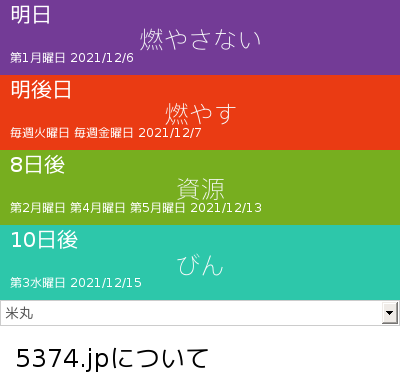 明日
燃やさない
第1月曜日 2021/12/6
明後日
燃やす
毎週火曜日 毎週金曜日 2021/12/7
8日後
資源
第2月曜日 第4月曜日 第5月曜日 2021/12/13
10日後
びん
第3水曜日 2021/12/15
米丸
5374.jpについて